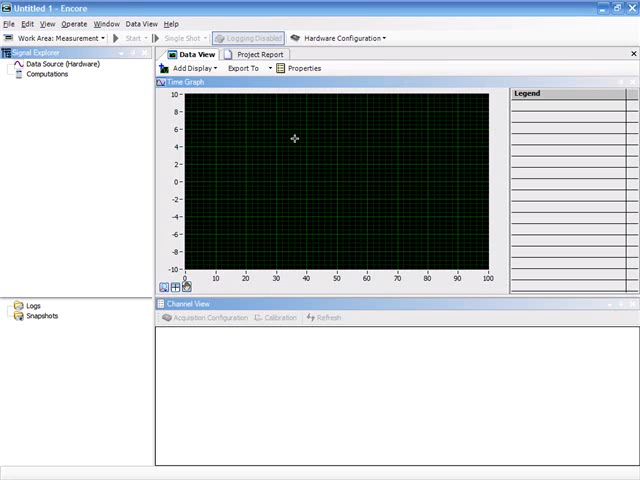 Untitled 1 - Encore
File Edit View Operate Window Data View Help
Work Area: Measurement Start Single Shot Logging Disabled Hardware Configuration
Signal Explorer
Data Source (Hardware)
Computations
Logs
Snapshots
Data View Project Report
Add Display Export To Properties
Time Graph
Legend
10
8
6
4
2
0
-2
-4
-6
-8
-10
0 10 20 30 40 50 60 70 80 90 100
Channel View
Acquisition Configuration Calibration Refresh